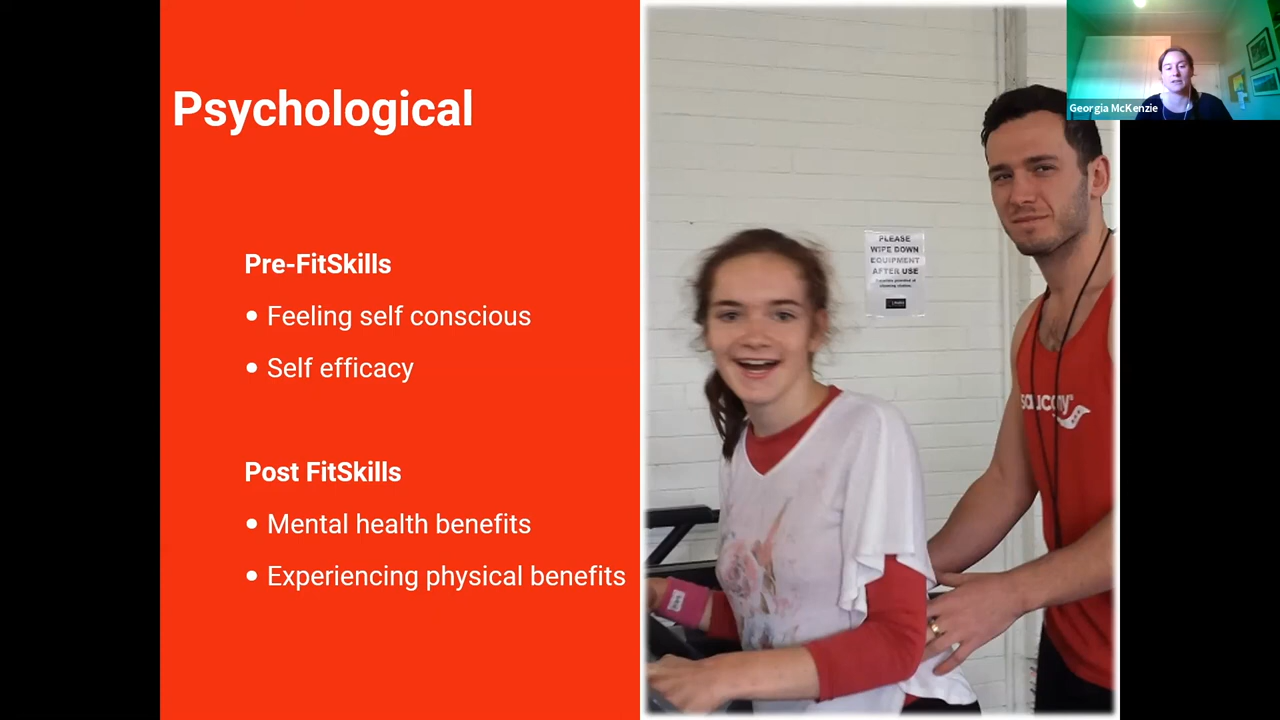 Psychological
Pre-FitSkills
• Feeling self conscious
• Self efficacy
Post FitSkills
• Mental health benefits
• Experiencing physical benefits
PLEASE
WIPE DOWN
EQUIPMENT
AFTER USE
saucony
Georgia McKenzie